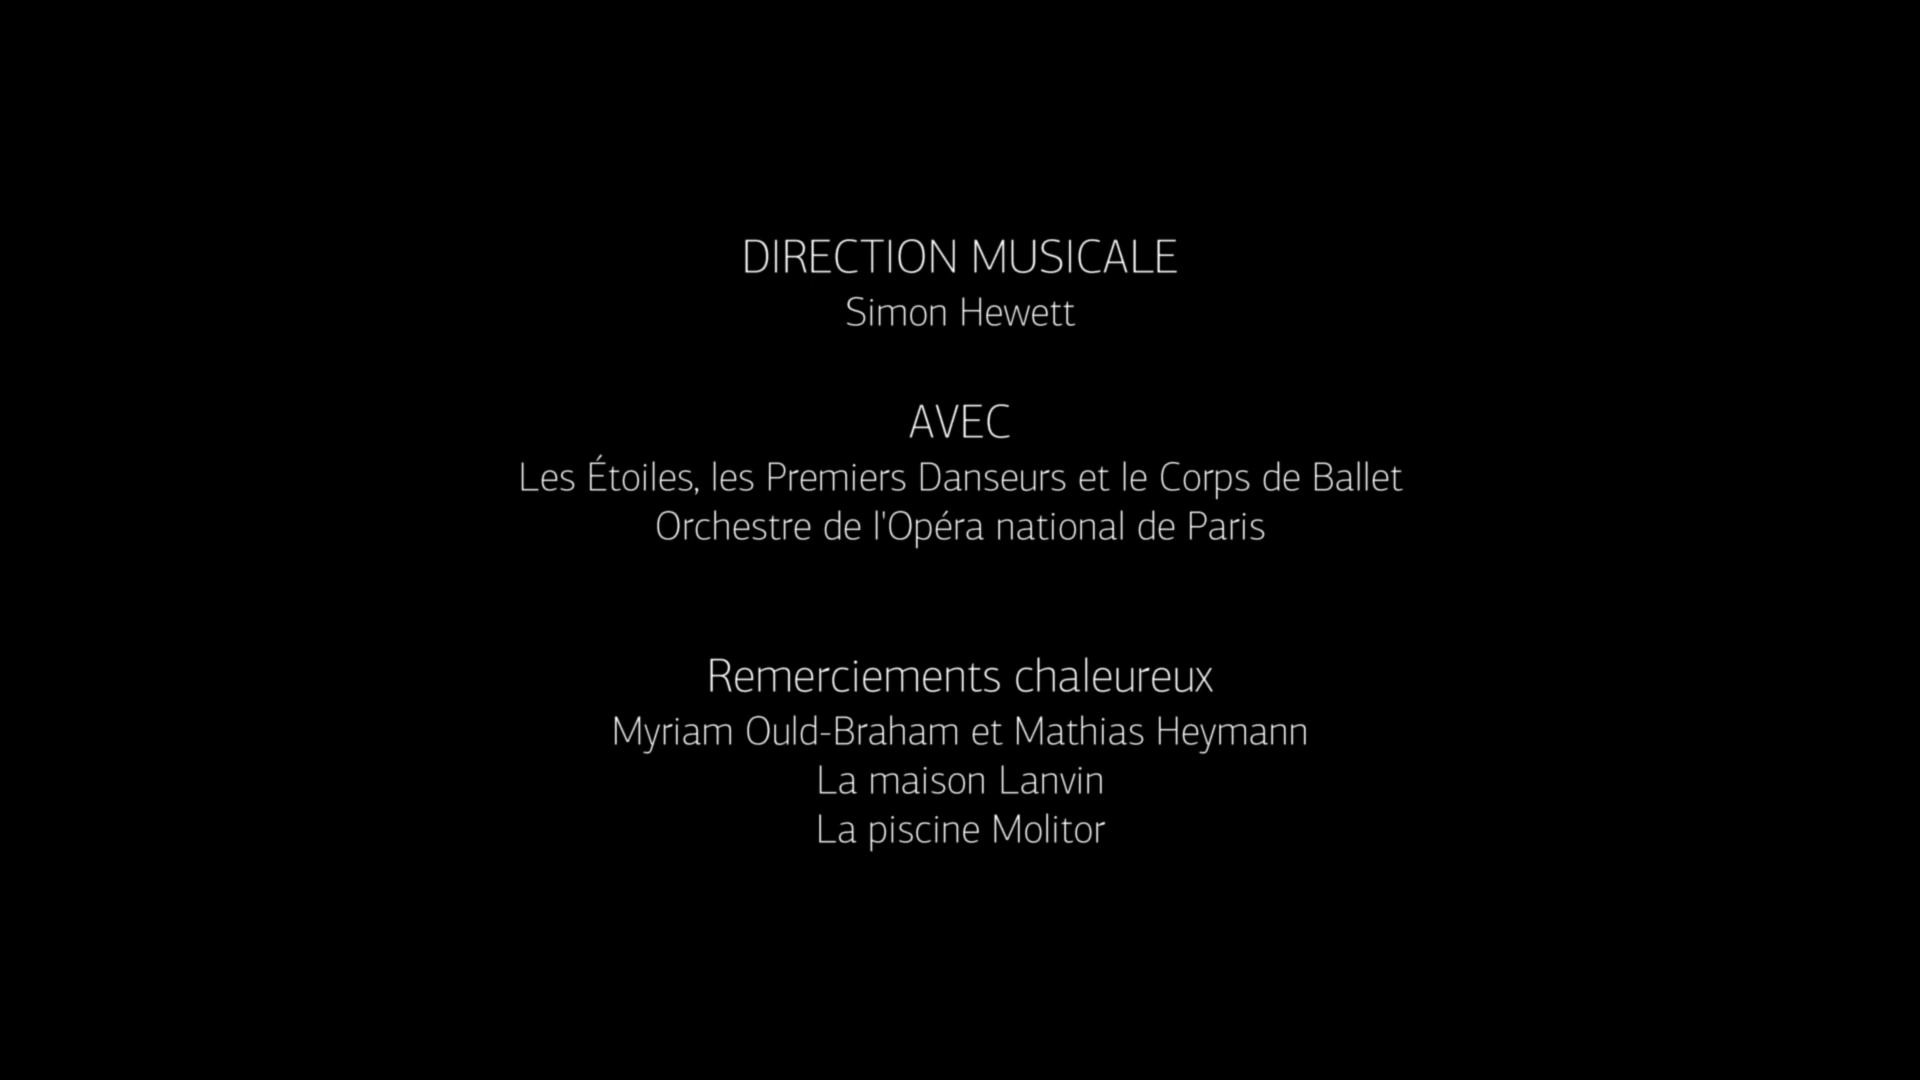 DIRECTION MUSICALE
Simon Hewett
AVEC
Les Étoiles, les Premiers Danseurs et le Corps de Ballet
Orchestre de l'Opéra national de Paris
Remerciements chaleureux
Myriam Ould-Braham et Mathias Heymann
La maison Lanvin
La piscine Molitor